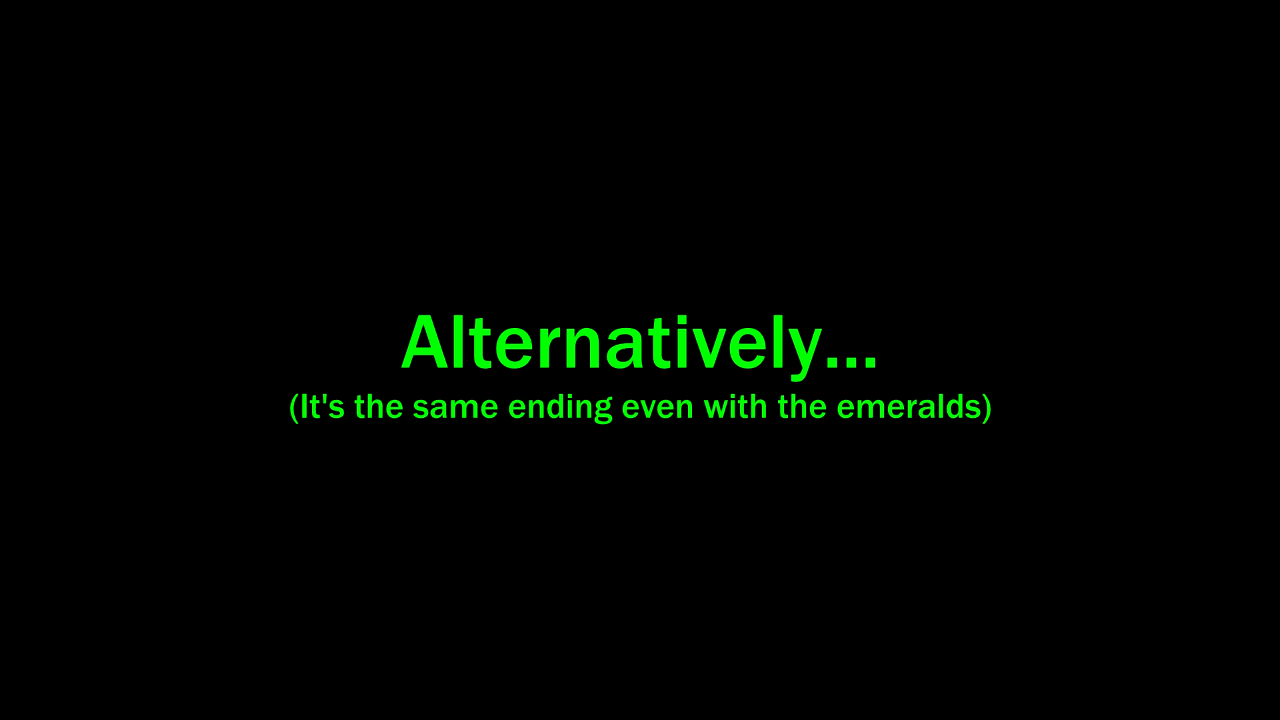 Alternatively...
(It's the same ending even with the emeralds)